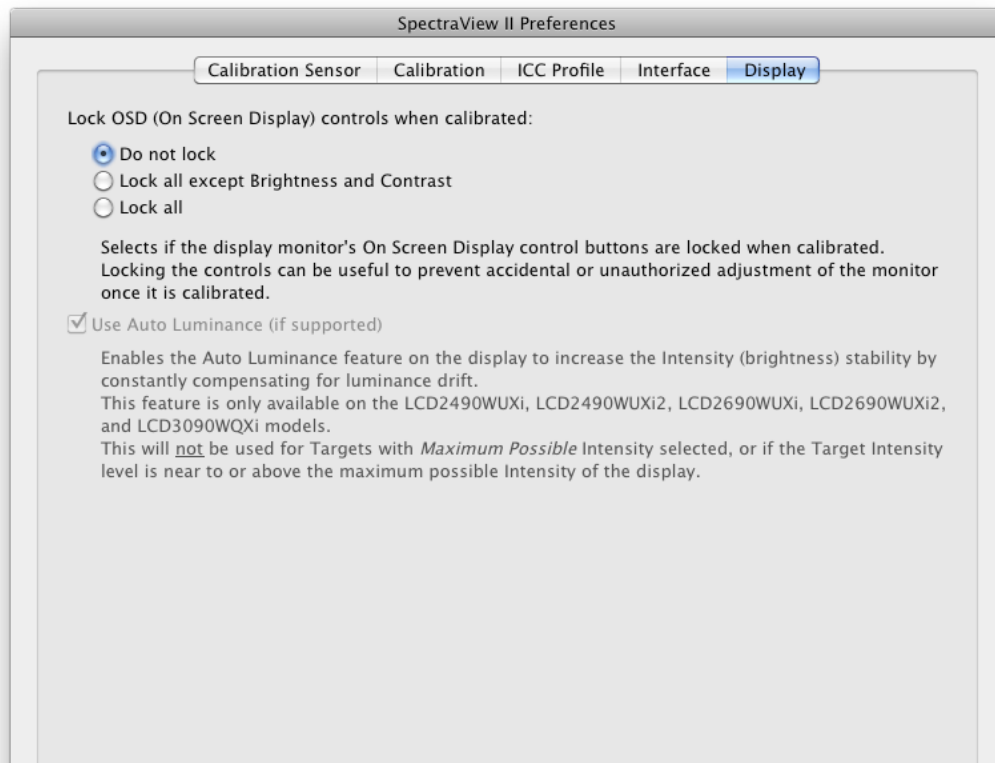 SpectraView II Preferences
Calibration Sensor Calibration ICC Profile Interface Display
Lock OSD (On Screen Display) controls when calibrated:
Do not lock
Lock all except Brightness and Contrast
Lock all
Selects if the display monitor's On Screen Display control buttons are locked when calibrated.
Locking the controls can be useful to prevent accidental or unauthorized adjustment of the monitor
once it is calibrated.
Use Auto Luminance (if supported)
Enables the Auto Luminance feature on the display to increase the Intensity (brightness) stability by
constantly compensating for luminance drift.
This feature is only available on the LCD2490WUXi, LCD2490WUXi2, LCD2690WUXi, LCD2690WUXi2,
and LCD3090WQXi models.
This will not be used for Targets with Maximum Possible Intensity selected, or if the Target Intensity
level is near to or above the maximum possible Intensity of the display.